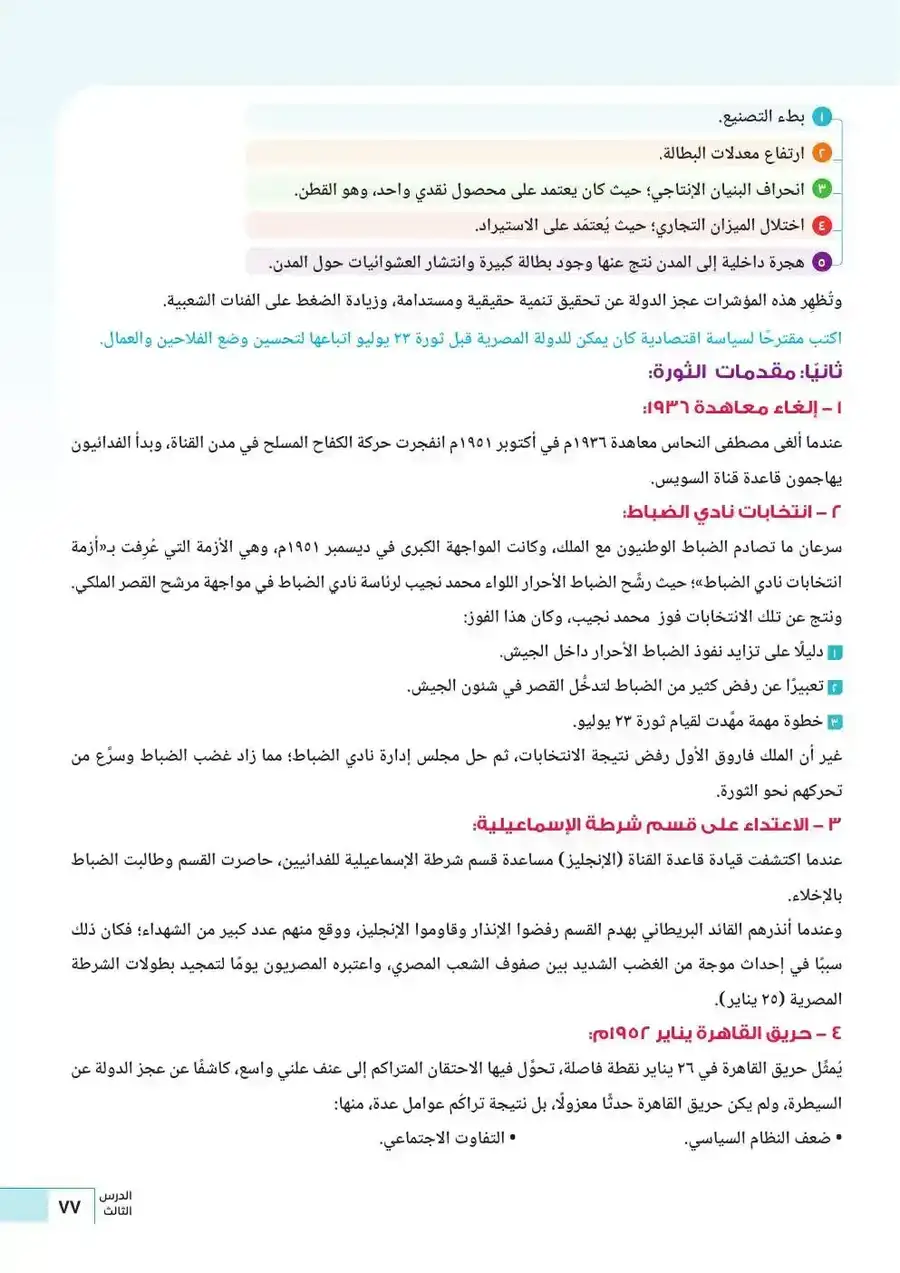 ١ بطء التصنيع.
٢ ارتفاع معدلات البطالة.
٣ انحراف البنيان الإنتاجي؛ حيث كان يعتمد على محصول نقدي واحد، وهو القطن.
٤ اختلال الميزان التجاري؛ حيث يُعتمَد على الاستيراد.
٥ هجرة داخلية إلى المدن نتج عنها وجود بطالة كبيرة وانتشار العشوائيات حول المدن.
وتُظهِر هذه المؤشرات عجز الدولة عن تحقيق تنمية حقيقية ومستدامة، وزيادة الضغط على الفئات الشعبية.
اكتب مقترحًا لسياسة اقتصادية كان يمكن للدولة المصرية قبل ثورة ٢٣ يوليو اتباعها لتحسين وضع الفلاحين والعمال.
ثانيًا: مقدمات الثورة:
١ - إلغاء معاهدة ١٩٣٦:
عندما ألغى مصطفى النحاس معاهدة ١٩٣٦م في أكتوبر ١٩٥١م انفجرت حركة الكفاح المسلح في مدن القناة، وبدأ الفدائيون
يهاجمون قاعدة قناة السويس.
٢ - انتخابات نادي الضباط:
سرعان ما تصادم الضباط الوطنيون مع الملك، وكانت المواجهة الكبرى في ديسمبر ١٩٥١م، وهي الأزمة التي عُرِفت بـ«أزمة
انتخابات نادي الضباط»؛ حيث رشَّح الضباط الأحرار اللواء محمد نجيب لرئاسة نادي الضباط في مواجهة مرشح القصر الملكي.
ونتج عن تلك الانتخابات فوز محمد نجيب، وكان هذا الفوز:
١ دليلًا على تزايد نفوذ الضباط الأحرار داخل الجيش.
٢ تعبيرًا عن رفض كثير من الضباط لتدخُّل القصر في شئون الجيش.
٣ خطوة مهمة مهَّدت لقيام ثورة ٢٣ يوليو.
غير أن الملك فاروق الأول رفض نتيجة الانتخابات، ثم حل مجلس إدارة نادي الضباط؛ مما زاد غضب الضباط وسرَّع من
تحركهم نحو الثورة.
٣ - الاعتداء على قسم شرطة الإسماعيلية:
عندما اكتشفت قيادة قاعدة القناة (الإنجليز) مساعدة قسم شرطة الإسماعيلية للفدائيين، حاصرت القسم وطالبت الضباط
بالإخلاء.
وعندما أنذرهم القائد البريطاني بهدم القسم رفضوا الإنذار وقاوموا الإنجليز، ووقع منهم عدد كبير من الشهداء؛ فكان ذلك
سببًا في إحداث موجة من الغضب الشديد بين صفوف الشعب المصري، واعتبره المصريون يومًا لتمجيد بطولات الشرطة
المصرية (٢٥ يناير).
٤ - حريق القاهرة يناير ١٩٥٢م:
يُمثِّل حريق القاهرة في ٢٦ يناير نقطة فاصلة، تحوَّل فيها الاحتقان المتراكم إلى عنف علني واسع، كاشفًا عن عجز الدولة عن
السيطرة، ولم يكن حريق القاهرة حدثًا معزولًا، بل نتيجة تراكُم عوامل عدة، منها:
• ضعف النظام السياسي. • التفاوت الاجتماعي.
الدرس
الثالث
٧٧